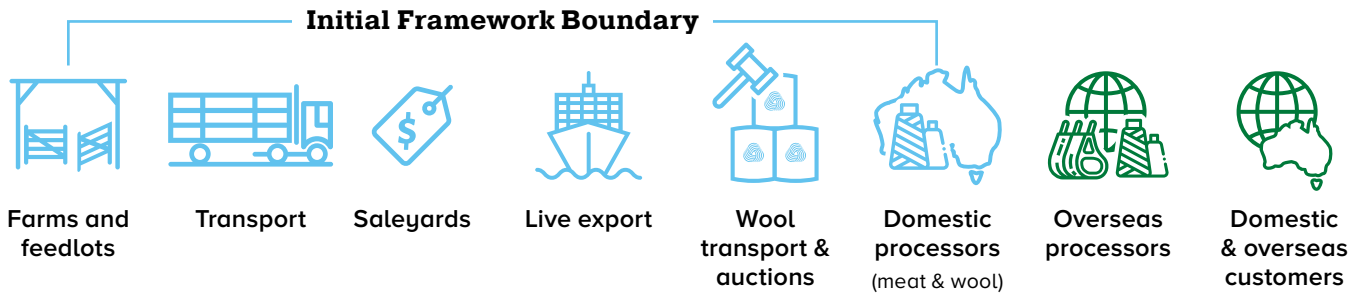 Initial Framework Boundary
$
Farms and
feedlots
Transport
Saleyards
Live export
Wool
transport &
auctions
Domestic
processors
(meat & wool)
Overseas
processors
Domestic
& overseas
customers